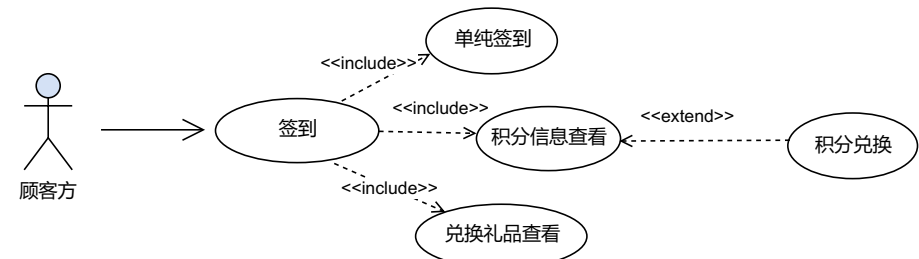 单纯签到
<<include>>
<<include>>
<<extend>>
签到
积分信息查看
积分兑换
顾客方
<<include>>
兑换礼品查看